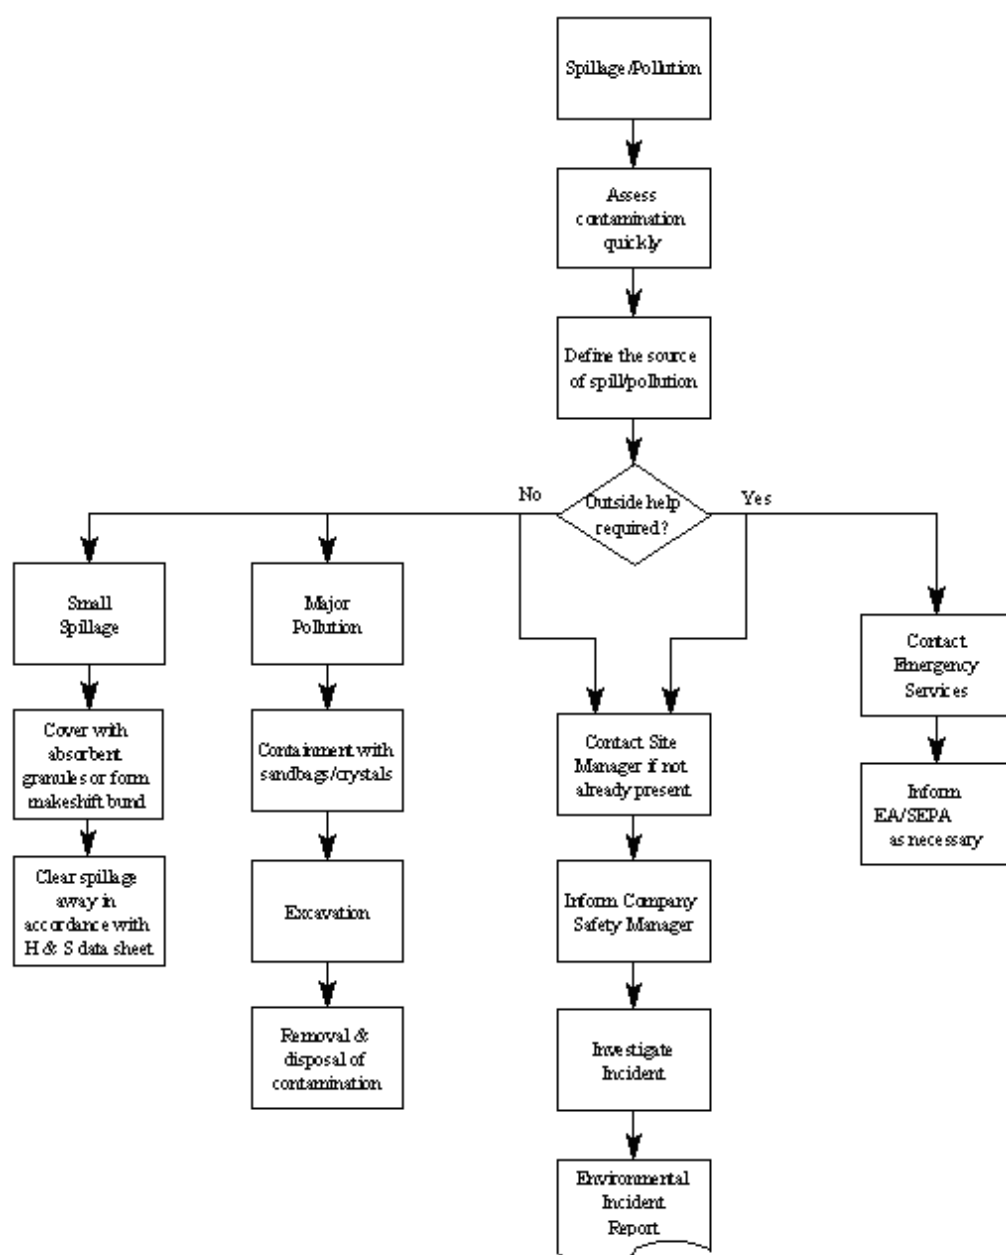 Spillage/Pollution
Assess
contamination
quickly
Define the source
of spill/pollution
No
Outside help
required?
Yes
Small
Spillage
Major
Pollution
Contact
Emergency
Services
Cover with
absorbent
granules or form
makeshift bund
Containment with
sandbags/crystals
Contact Site
Manager if not
already present
Inform
EA/SEPA
as necessary
Clear spillage
away in
accordance with
H & S data sheet.
Excavation
Inform Company
Safety Manager
Removal &
disposal of
contamination
Investigate
Incident
Environmental
Incident
Report